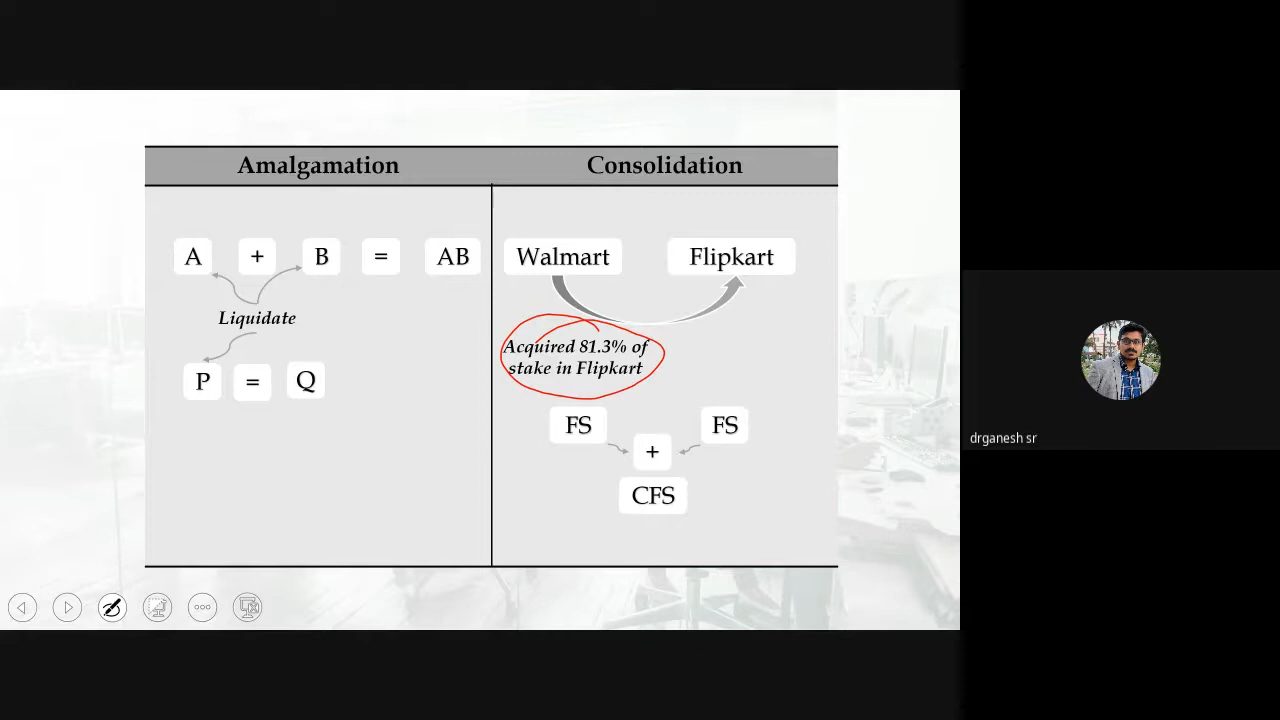 Amalgamation
Consolidation
A + B = AB
Liquidate
P = Q
Walmart Flipkart
Acquired 81.3% of
stake in Flipkart
FS FS
+
CFS
drganesh sr